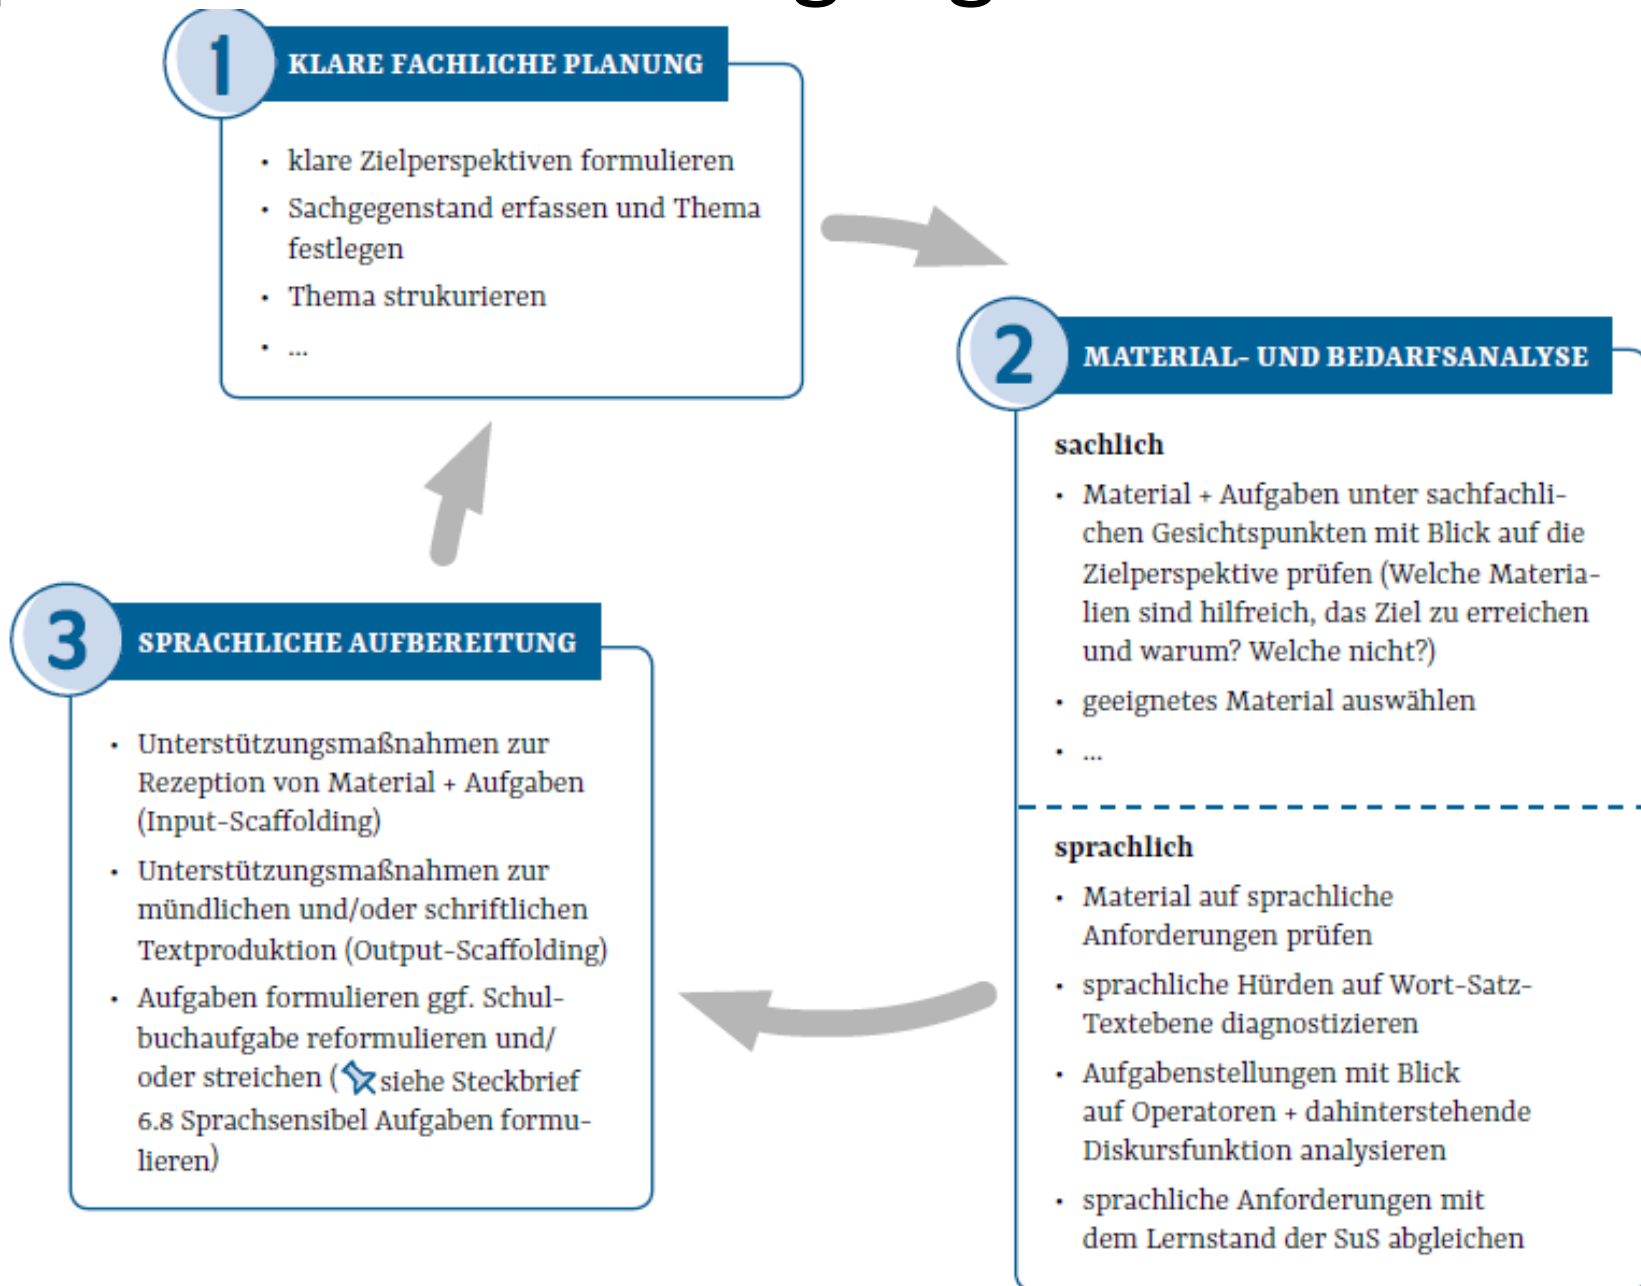 1 KLARE FACHLICHE PLANUNG
• klare Zielperspektiven formulieren
• Sachgegenstand erfassen und Thema
festlegen
• Thema strukurieren
• ...
2 MATERIAL- UND BEDARFSANALYSE
sachlich
• Material + Aufgaben unter sachfachli-
chen Gesichtspunkten mit Blick auf die
Zielperspektive prüfen (Welche Materia-
lien sind hilfreich, das Ziel zu erreichen
und warum? Welche nicht?)
• geeignetes Material auswählen
• ...
sprachlich
• Material auf sprachliche
Anforderungen prüfen
• sprachliche Hürden auf Wort-Satz-
Textebene diagnostizieren
• Aufgabenstellungen mit Blick
auf Operatoren + dahinterstehende
Diskursfunktion analysieren
• sprachliche Anforderungen mit
dem Lernstand der SuS abgleichen
3 SPRACHLICHE AUFBEREITUNG
• Unterstützungsmaßnahmen zur
Rezeption von Material + Aufgaben
(Input-Scaffolding)
• Unterstützungsmaßnahmen zur
mündlichen und/oder schriftlichen
Textproduktion (Output-Scaffolding)
• Aufgaben formulieren ggf. Schul-
buchaufgabe reformulieren und/
oder streichen ( siehe Steckbrief
6.8 Sprachsensibel Aufgaben formu-
lieren)